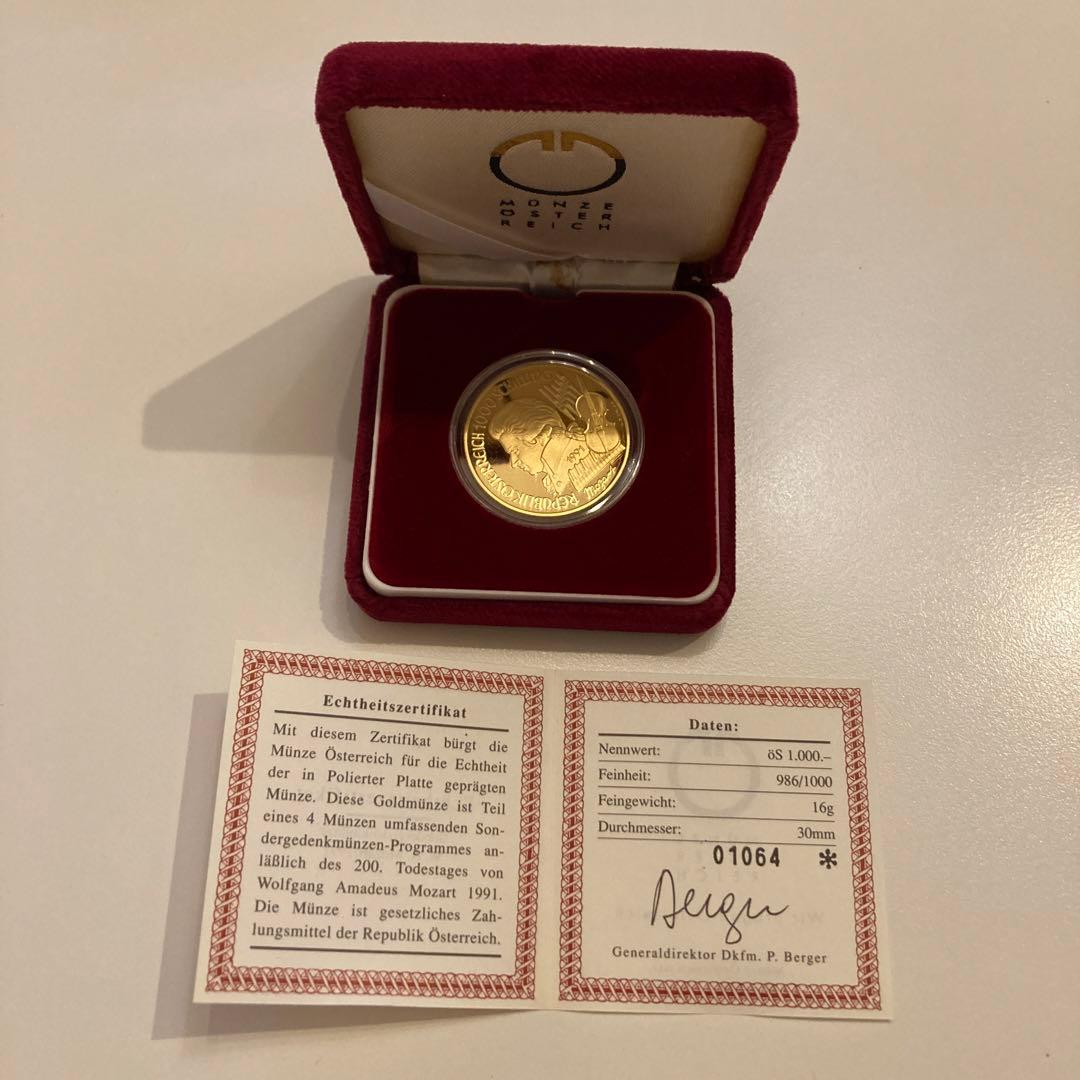 MÜNZE
ÖSTER
REICH
REPUBLIK ÖSTERREICH 1000 SCHILLING
1991
Mozart
Echtheitszertifikat
Mit diesem Zertifikat bürgt die
Münze Österreich für die Echtheit
der in Polierter Platte geprägten
Münze. Diese Goldmünze ist Teil
eines 4 Münzen umfassenden Son-
dergedenkmünzen-Programmes an-
läßlich des 200. Todestages von
Wolfgang Amadeus Mozart 1991.
Die Münze ist gesetzliches Zah-
lungsmittel der Republik Österreich.
Daten:
Nennwert: öS 1.000.–
Feinheit: 986/1000
Feingewicht: 16g
Durchmesser: 30mm
01064 *
Berger
Generaldirektor Dkfm. P. Berger